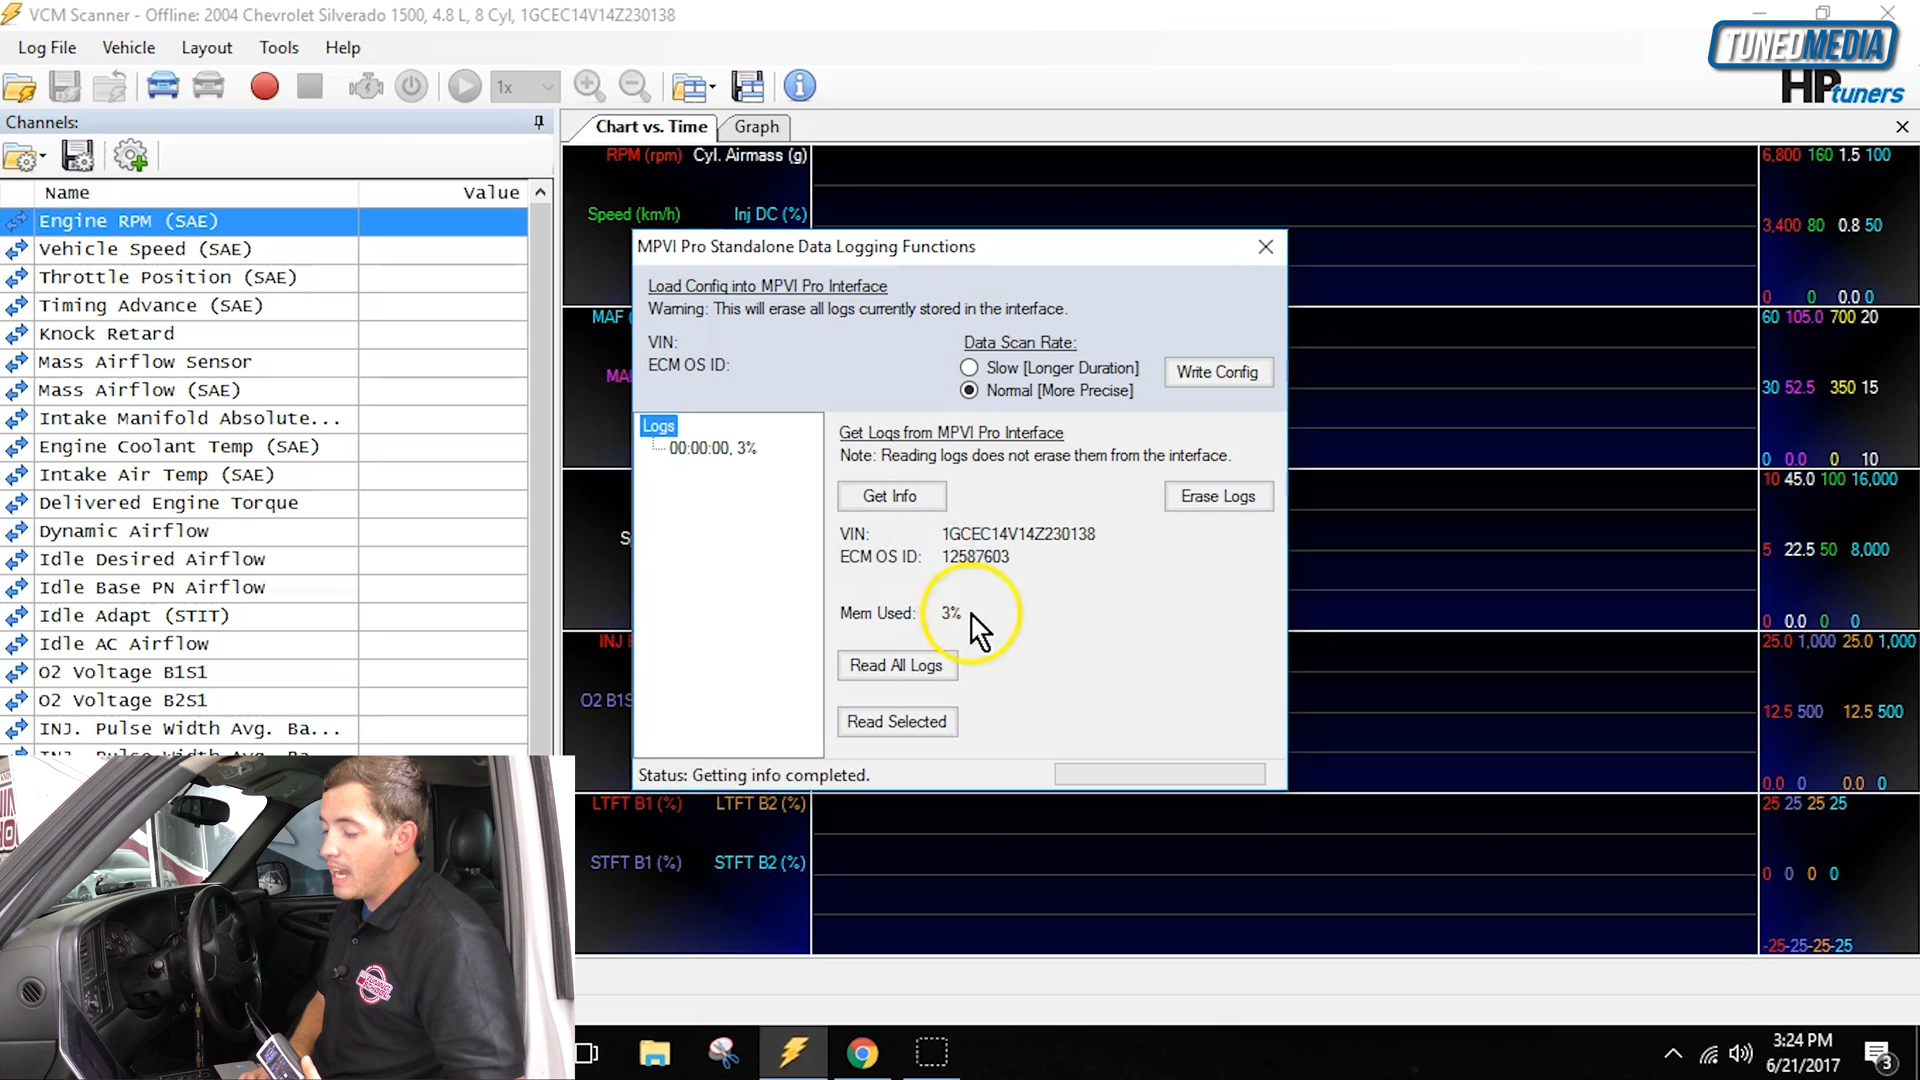 VCM Scanner - Offline: 2004 Chevrolet Silverado 1500, 4.8 L, 8 Cyl, 1GCEC14V14Z230138
TUNEDMEDIA
Log File Vehicle Layout Tools Help
1x
HPtuners
Channels:
Chart vs. Time Graph
Name Value
Engine RPM (SAE)
Vehicle Speed (SAE)
Throttle Position (SAE)
Timing Advance (SAE)
Knock Retard
Mass Airflow Sensor
Mass Airflow (SAE)
Intake Manifold Absolute...
Engine Coolant Temp (SAE)
Intake Air Temp (SAE)
Delivered Engine Torque
Dynamic Airflow
Idle Desired Airflow
Idle Base PN Airflow
Idle Adapt (STIT)
Idle AC Airflow
O2 Voltage B1S1
O2 Voltage B2S1
INJ. Pulse Width Avg. Ba...
RPM (rpm) Cyl. Airmass (g)
Speed (km/h) Inj DC (%)
MAF
O2 B1S
LTFT B1 (%) LTFT B2 (%)
STFT B1 (%) STFT B2 (%)
MPVI Pro Standalone Data Logging Functions
Load Config into MPVI Pro Interface
Warning: This will erase all logs currently stored in the interface.
VIN:
ECM OS ID:
Data Scan Rate:
Slow [Longer Duration]
Normal [More Precise]
Write Config
Logs
00:00:00, 3%
Get Logs from MPVI Pro Interface
Note: Reading logs does not erase them from the interface.
Get Info
Erase Logs
VIN: 1GCEC14V14Z230138
ECM OS ID: 12587603
Mem Used: 3%
Read All Logs
Read Selected
Status: Getting info completed.
6,800 160 1.5 100
3,400 80 0.8 50
0 0 0.0 0
60 105.0 700 20
30 52.5 350 15
0 0.0 0 10
10 45.0 100 16,000
5 22.5 50 8,000
0 0.0 0 0
25.0 1,000 25.0 1,000
12.5 500 12.5 500
0.0 0 0.0 0
25 25 25 25
0 0 0 0
-25 -25 -25 -25
3:24 PM
6/21/2017
3